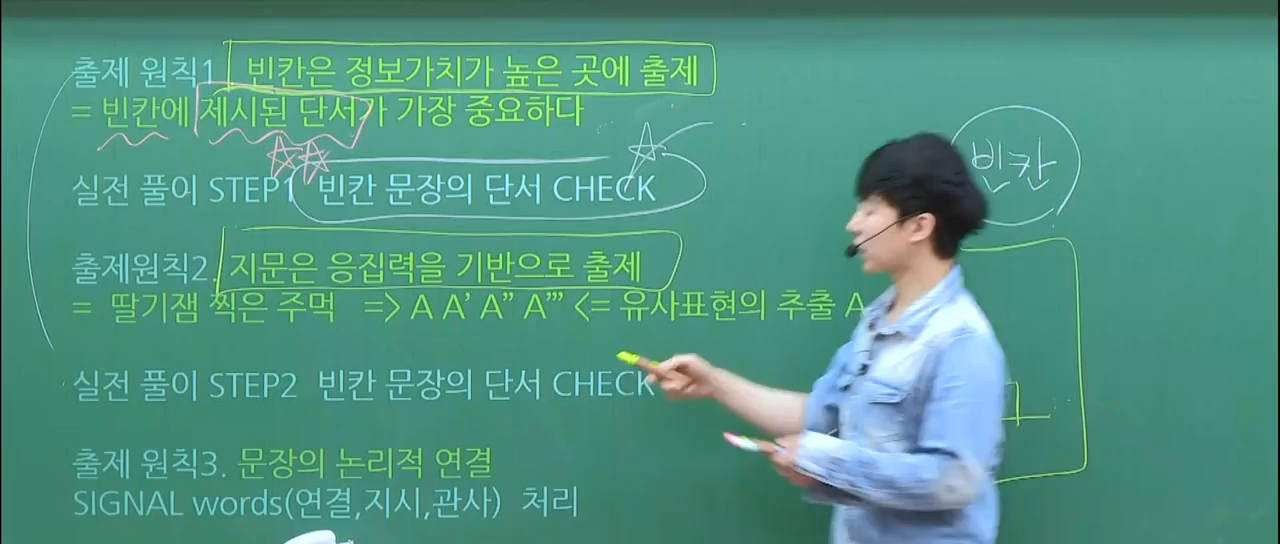 출제 원칙1. 빈칸은 정보가치가 높은 곳에 출제
= 빈칸에 제시된 단서가 가장 중요하다
빈칸
실전 풀이 STEP1 빈칸 문장의 단서 CHECK
출제원칙2. 지문은 응집력을 기반으로 출제
= 딸기잼 찍은 주먹 => A A' A" A"' <= 유사표현의 추출 A
실전 풀이 STEP2 빈칸 문장의 단서 CHECK
출제 원칙3. 문장의 논리적 연결
SIGNAL words(연결,지시,관사) 처리